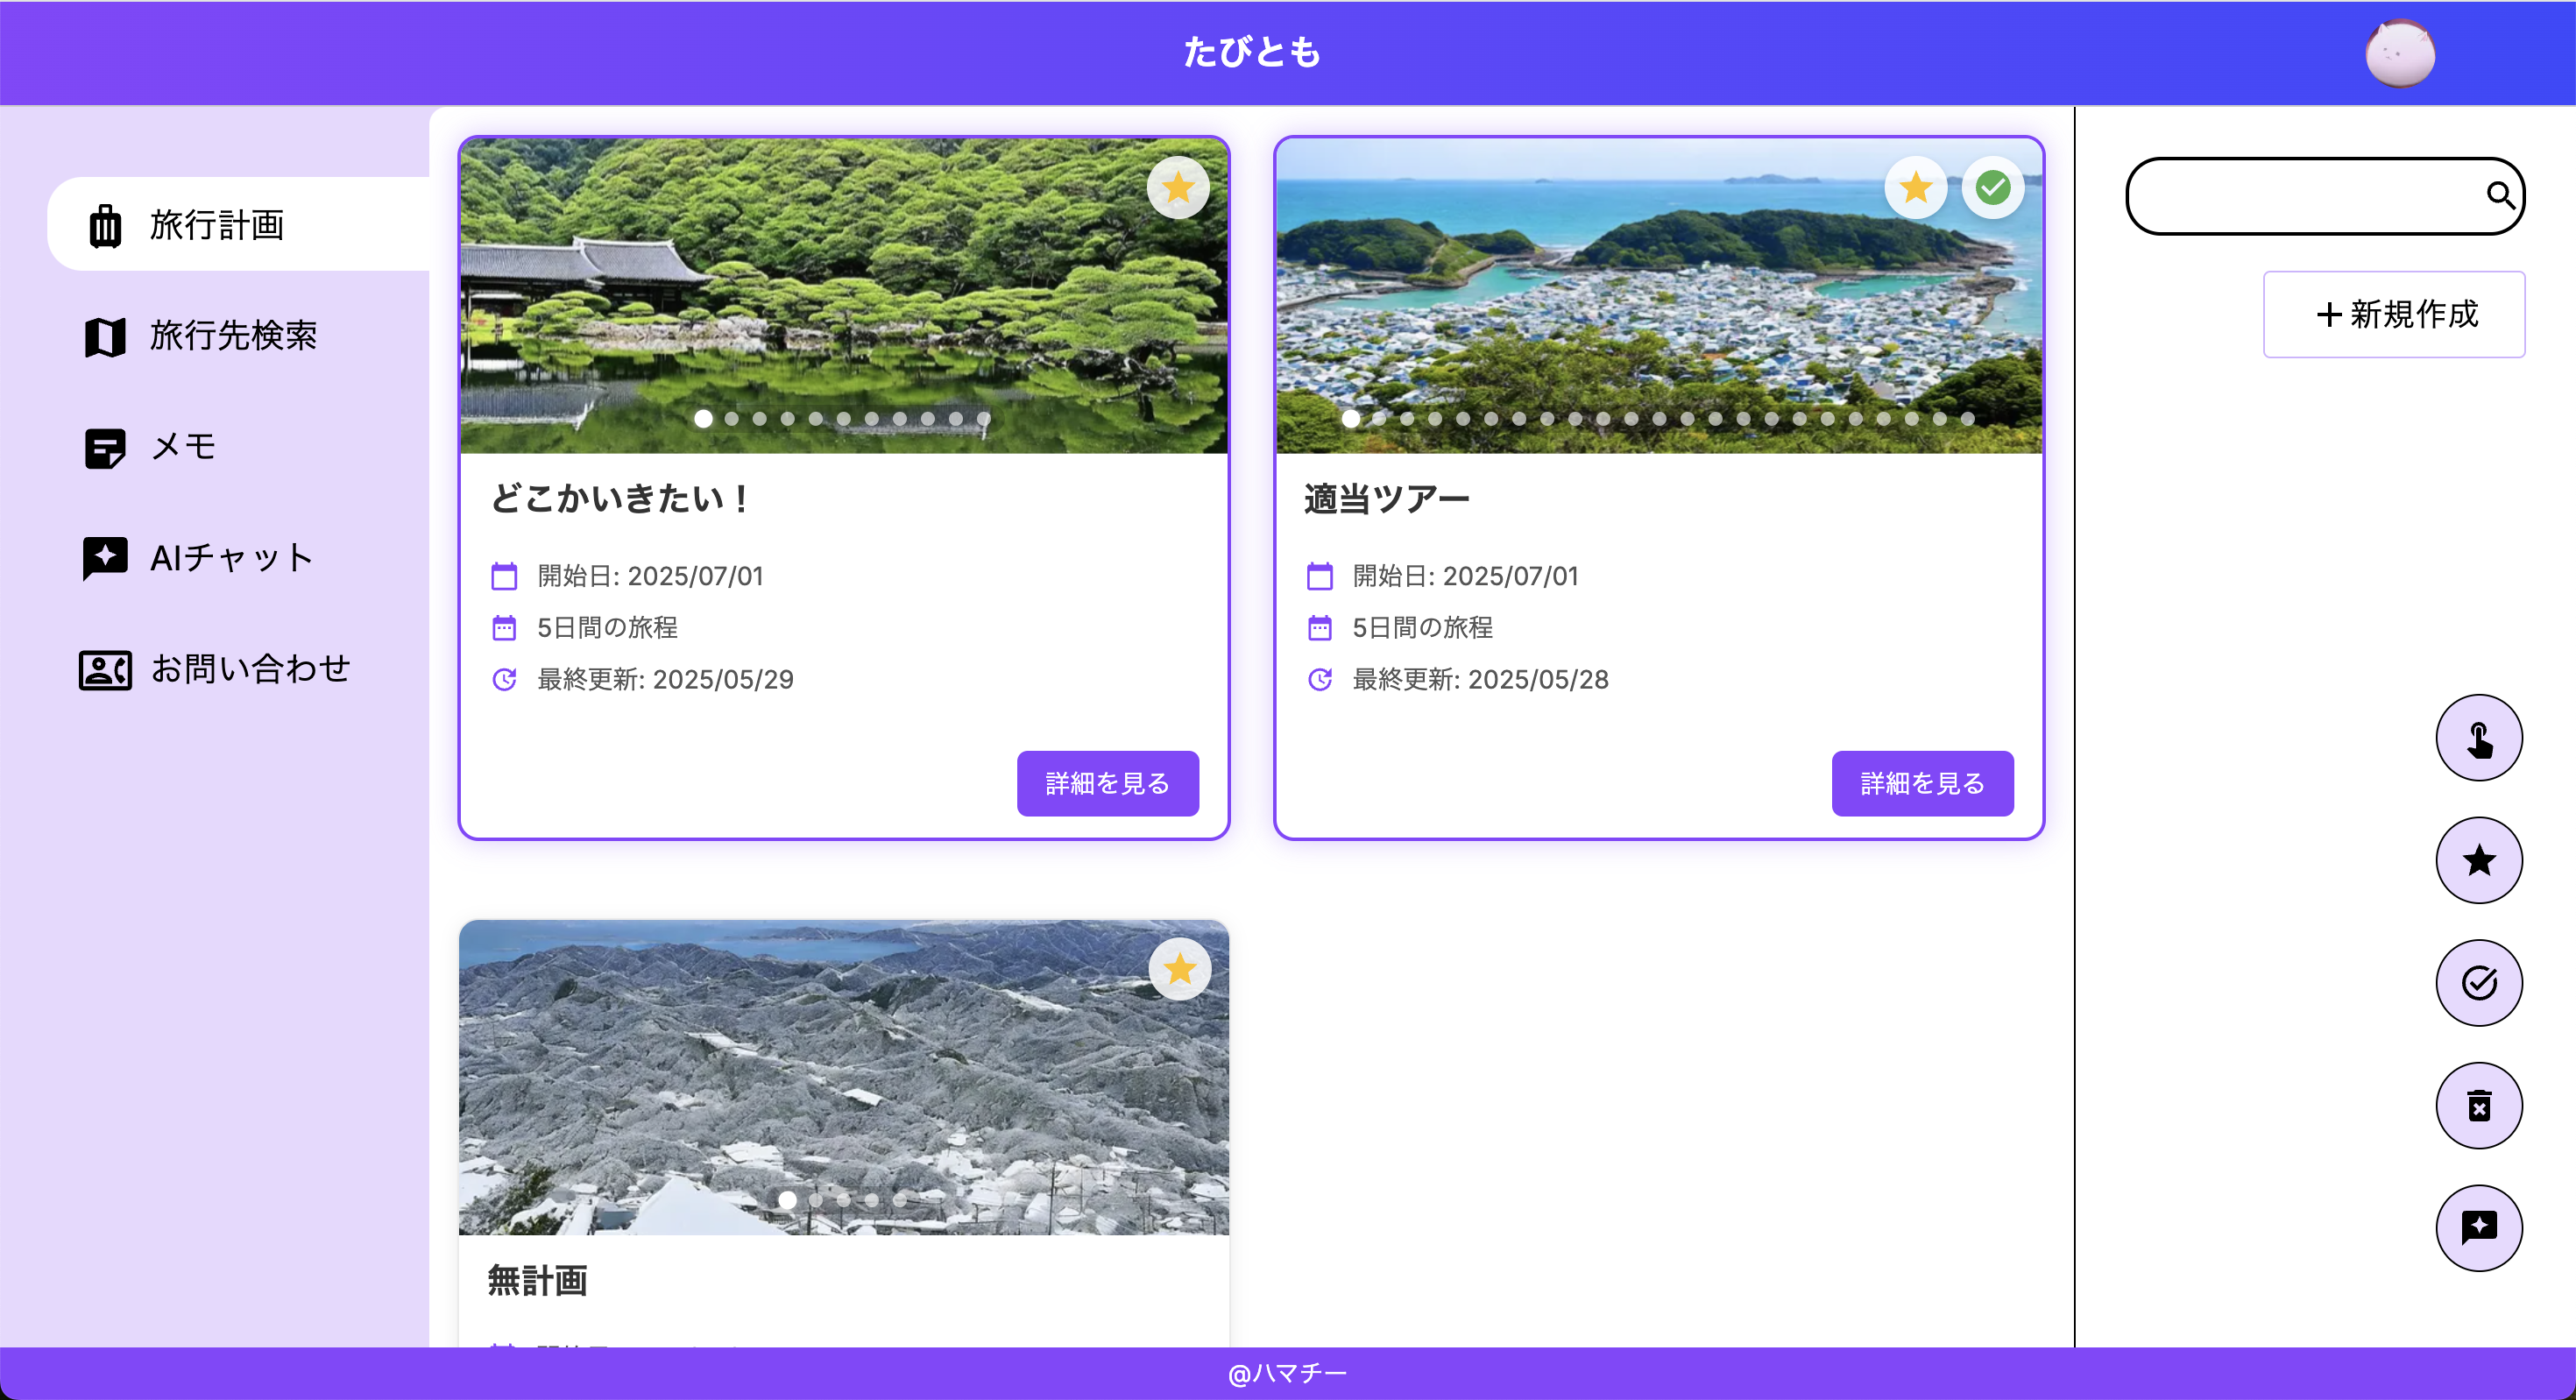 たびとも
旅行計画
旅行先検索
メモ
AIチャット
お問い合わせ
どこかいきたい！
開始日: 2025/07/01
5日間の旅程
最終更新: 2025/05/29
詳細を見る
適当ツアー
開始日: 2025/07/01
5日間の旅程
最終更新: 2025/05/28
詳細を見る
無計画
+新規作成
@ハマチー